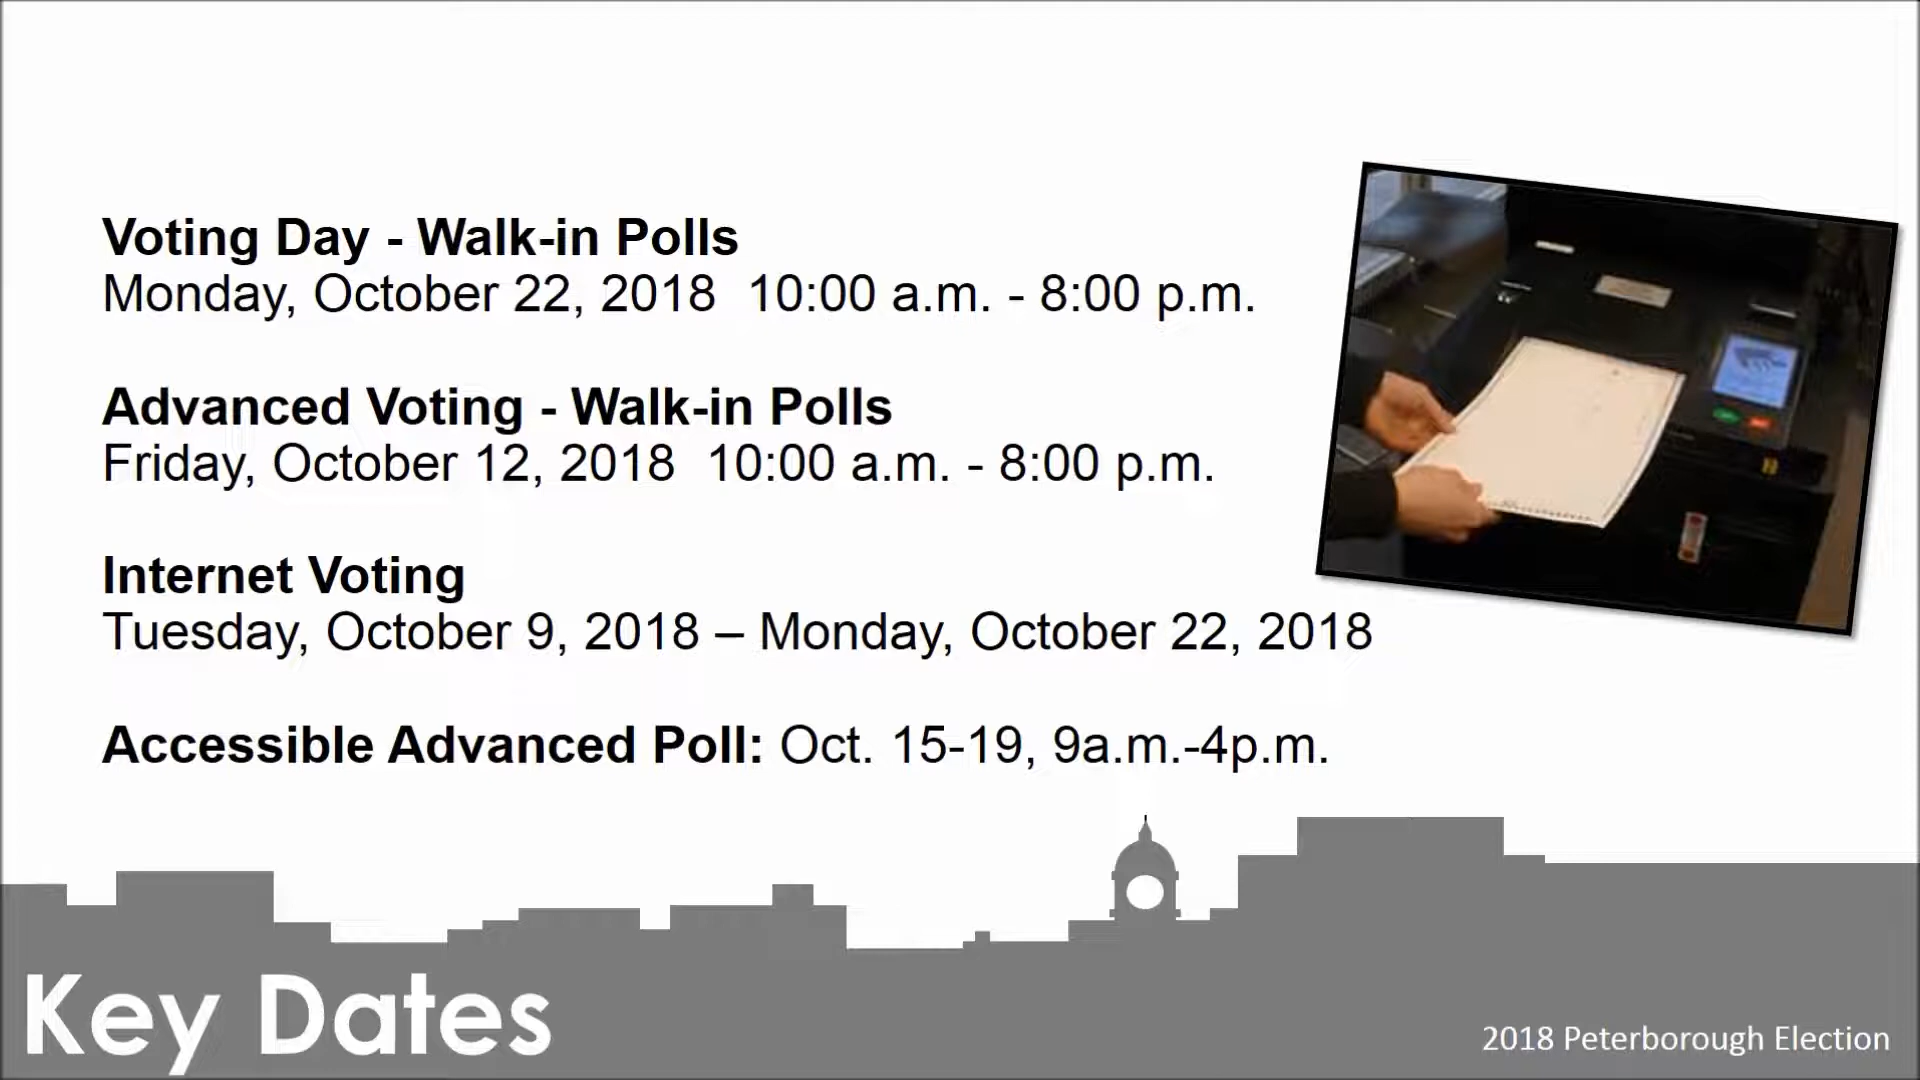 Voting Day - Walk-in Polls
Monday, October 22, 2018  10:00 a.m. - 8:00 p.m.
Advanced Voting - Walk-in Polls
Friday, October 12, 2018  10:00 a.m. - 8:00 p.m.
Internet Voting
Tuesday, October 9, 2018 – Monday, October 22, 2018
Accessible Advanced Poll: Oct. 15-19, 9a.m.-4p.m.
Key Dates
2018 Peterborough Election